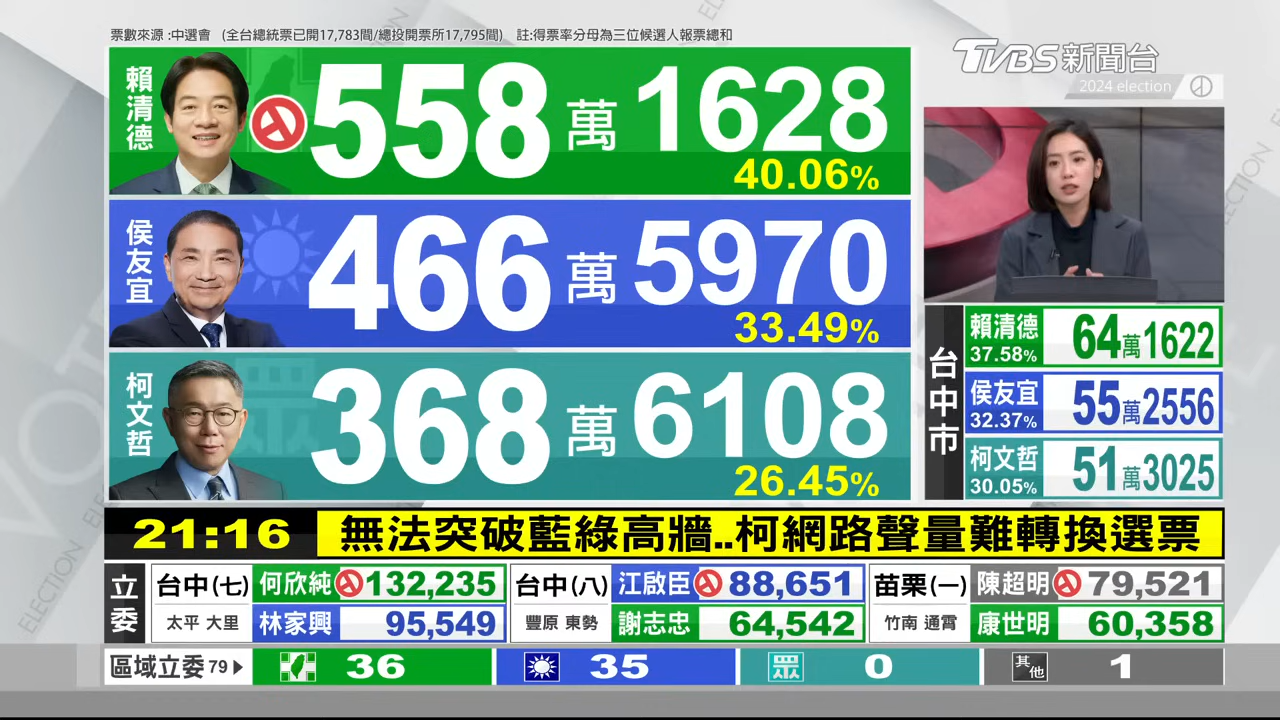 票數來源 :中選會 (全台總統票已開17,783間/總投開票所17,795間) 註:得票率分母為三位候選人報票總和
TVBS 新聞台
2024 election
賴清德 558萬1628
40.06%
侯友宜 466萬5970
33.49%
柯文哲 368萬6108
26.45%
台中市
賴清德 64萬1622
37.58%
侯友宜 55萬2556
32.37%
柯文哲 51萬3025
30.05%
21:16 無法突破藍綠高牆..柯網路聲量難轉換選票
立委
台中(七) 何欣純 132,235
太平 大里 林家興 95,549
台中(八) 江啟臣 88,651
豐原 東勢 謝志忠 64,542
苗栗(一) 陳超明 79,521
竹南 通霄 康世明 60,358
區域立委 79 36 35 眾 0 其他 1
ELECTION
ELECTION
ELECTION
VOTE